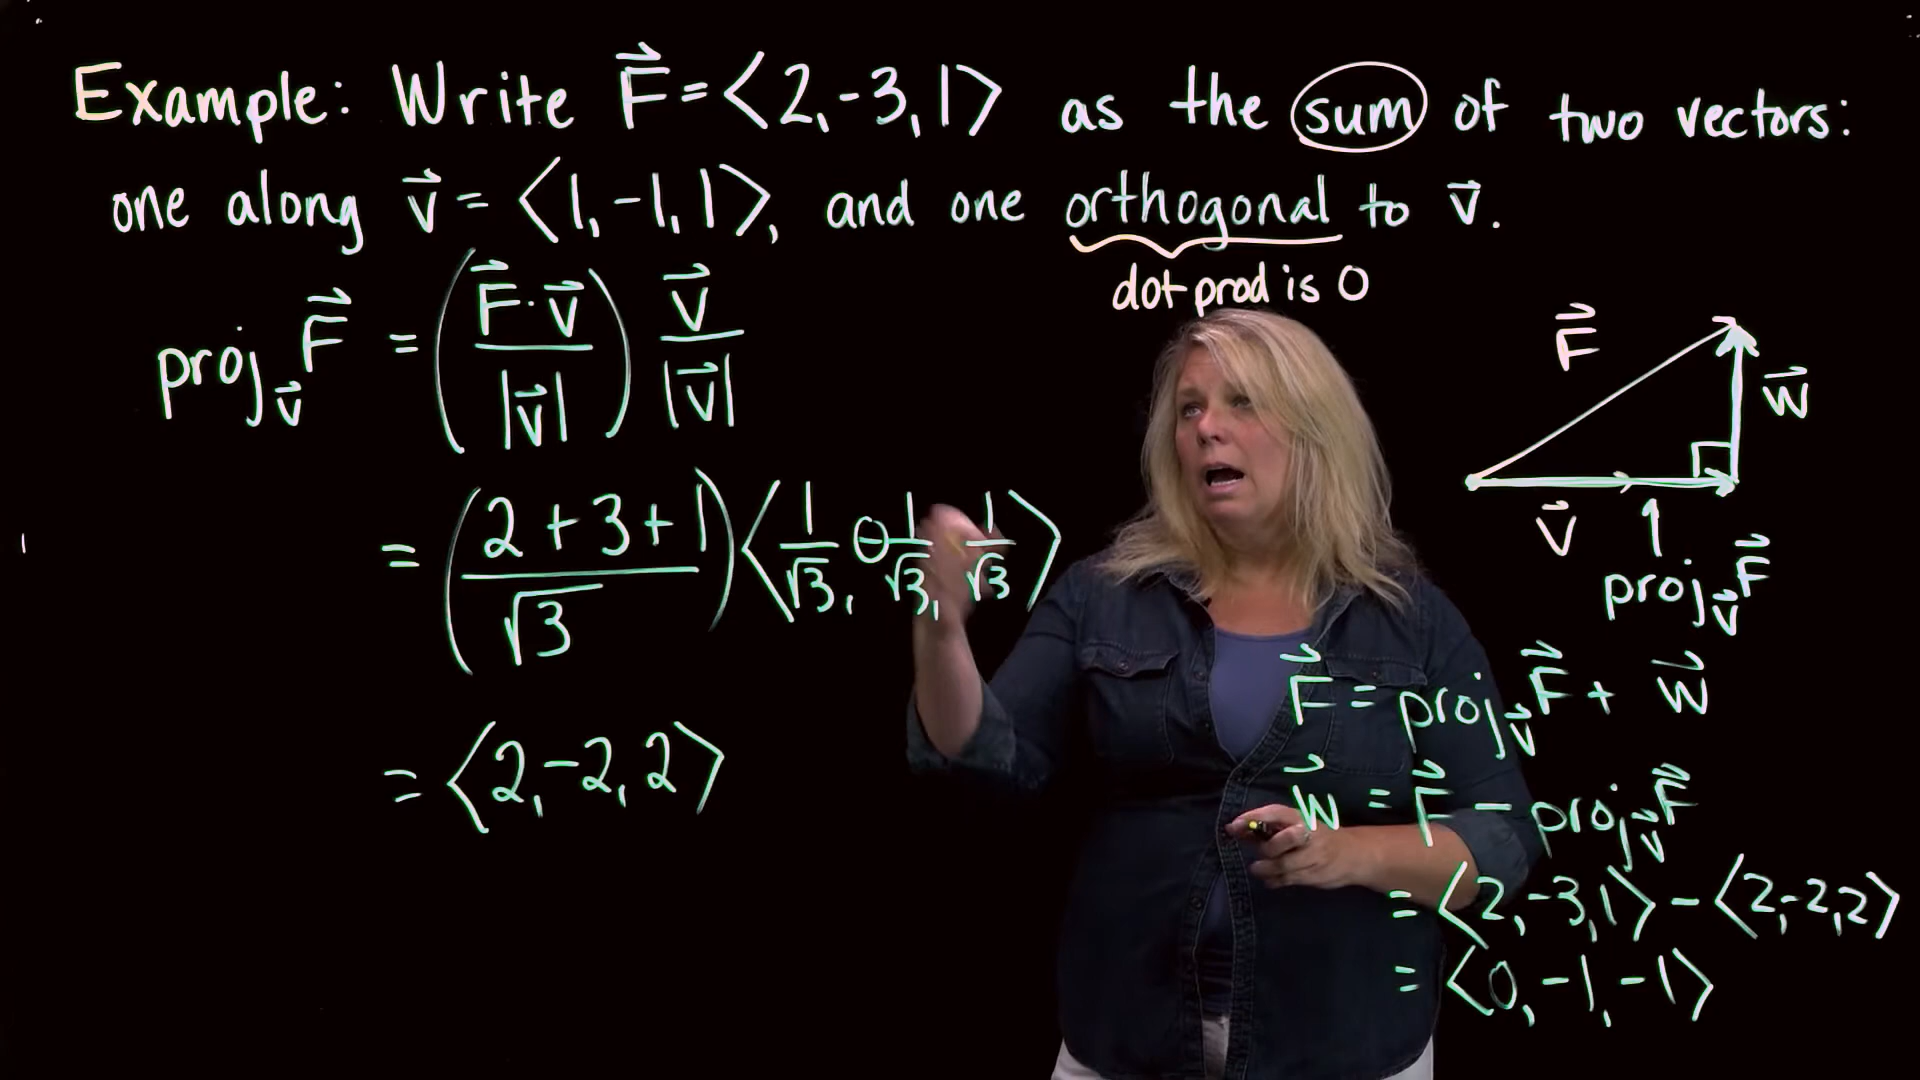 Example: Write F⃗ = ⟨2, -3, 1⟩ as the sum of two vectors:
one along v⃗ = ⟨1, -1, 1⟩, and one orthogonal to v⃗.
dot prod is 0
proj_v⃗ F⃗ = (F⃗·v⃗ / |v⃗|) v⃗ / |v⃗|
= ((2 + 3 + 1) / √3) ⟨1/√3, -1/√3, 1/√3⟩
= ⟨2, -2, 2⟩
F⃗
w⃗
v⃗
proj_v⃗ F⃗
F⃗ = proj_v⃗ F⃗ + w⃗
w⃗ = F⃗ - proj_v⃗ F⃗
= ⟨2, -3, 1⟩ - ⟨2, -2, 2⟩
= ⟨0, -1, -1⟩